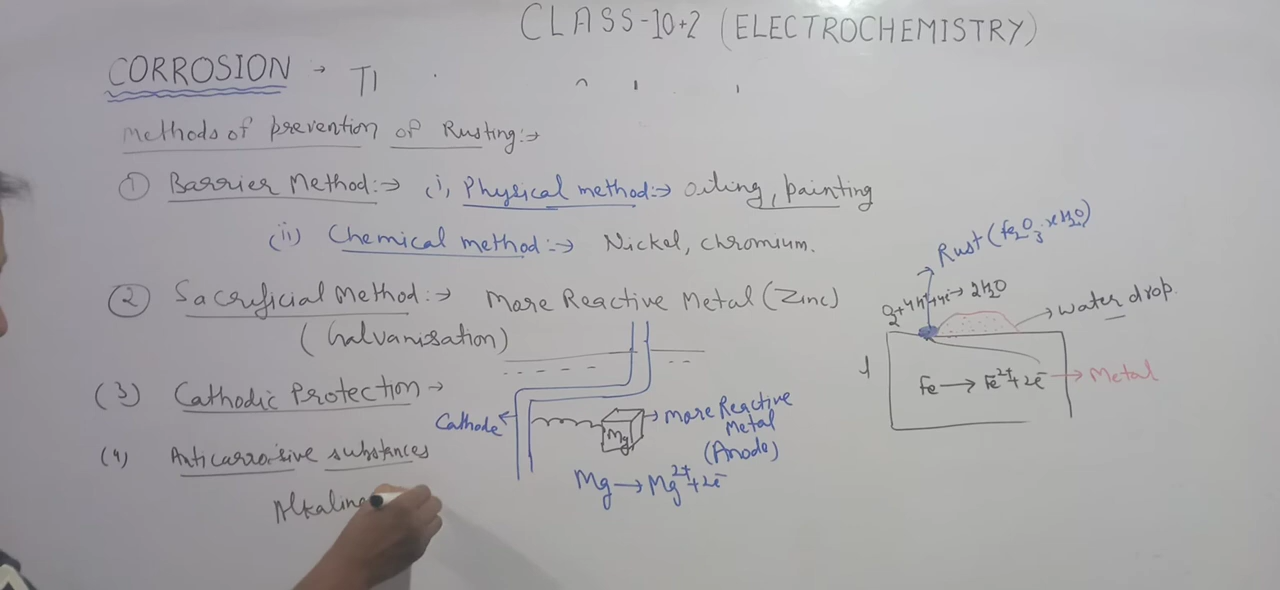 CLASS-10+2 (ELECTROCHEMISTRY)
CORROSION → T
Methods of prevention of Rusting:→
① Barrier Method:→ (i) Physical method:→ Oiling, painting
(ii) Chemical method:→ Nickel, chromium.
② Sacrificial Method:→ More Reactive Metal (Zinc)
(Galvanisation)
(3) Cathodic Protection →
Cathode
Mg
More Reactive
Metal
(Anode)
Mg → Mg²⁺+2e⁻
(4) Anticorrosive substances
Alkaline
Rust (Fe₂O₃.xH₂O)
O₂+4H⁺+4e⁻→ 2H₂O
water drop.
Fe → Fe²⁺+2e⁻
Metal